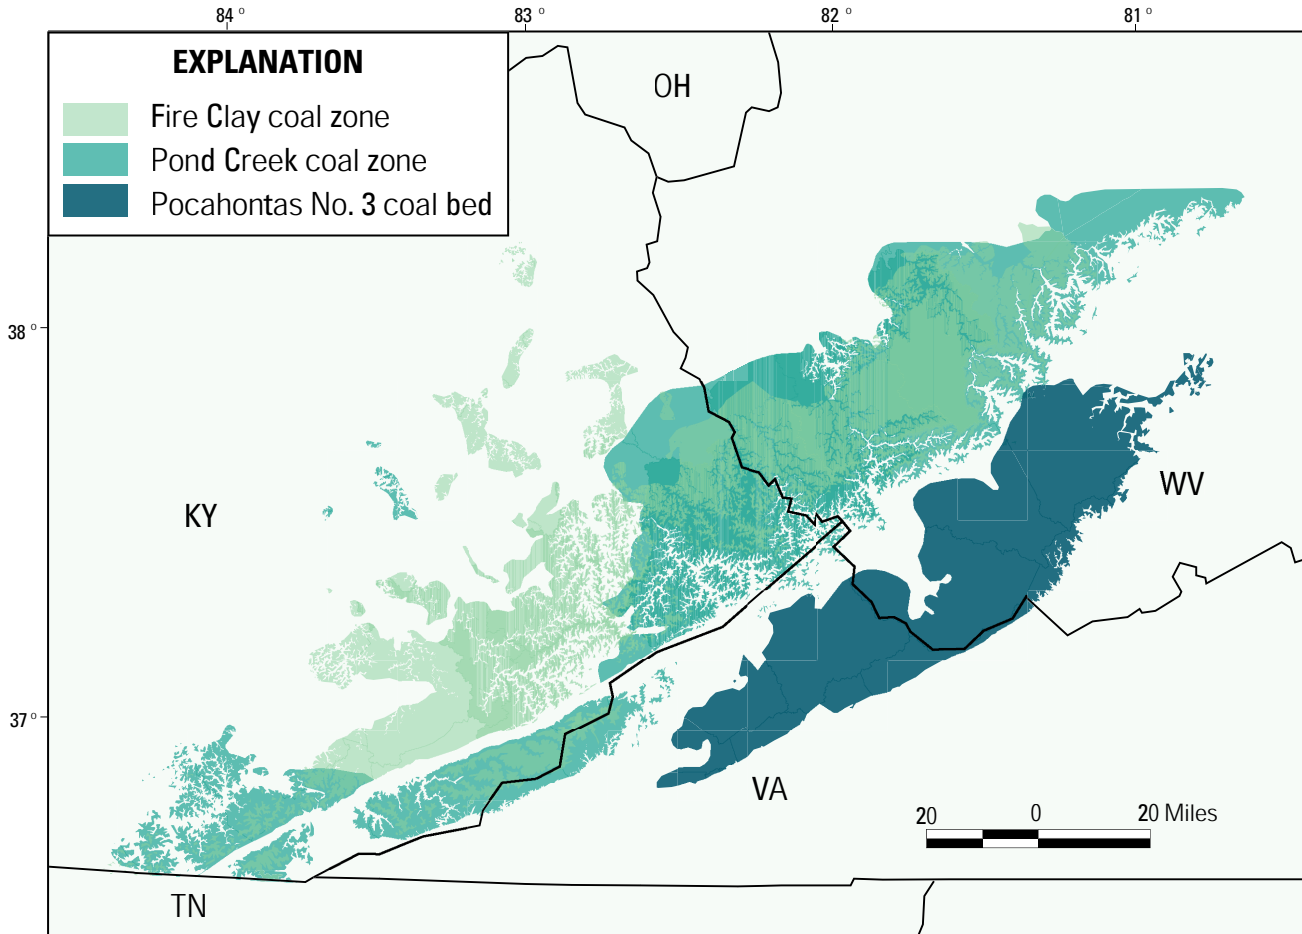 84 °
83 °
82 °
81 °
EXPLANATION
Fire Clay coal zone
Pond Creek coal zone
Pocahontas No. 3 coal bed
OH
38 °
WV
KY
37 °
VA
20 0 20 Miles
TN